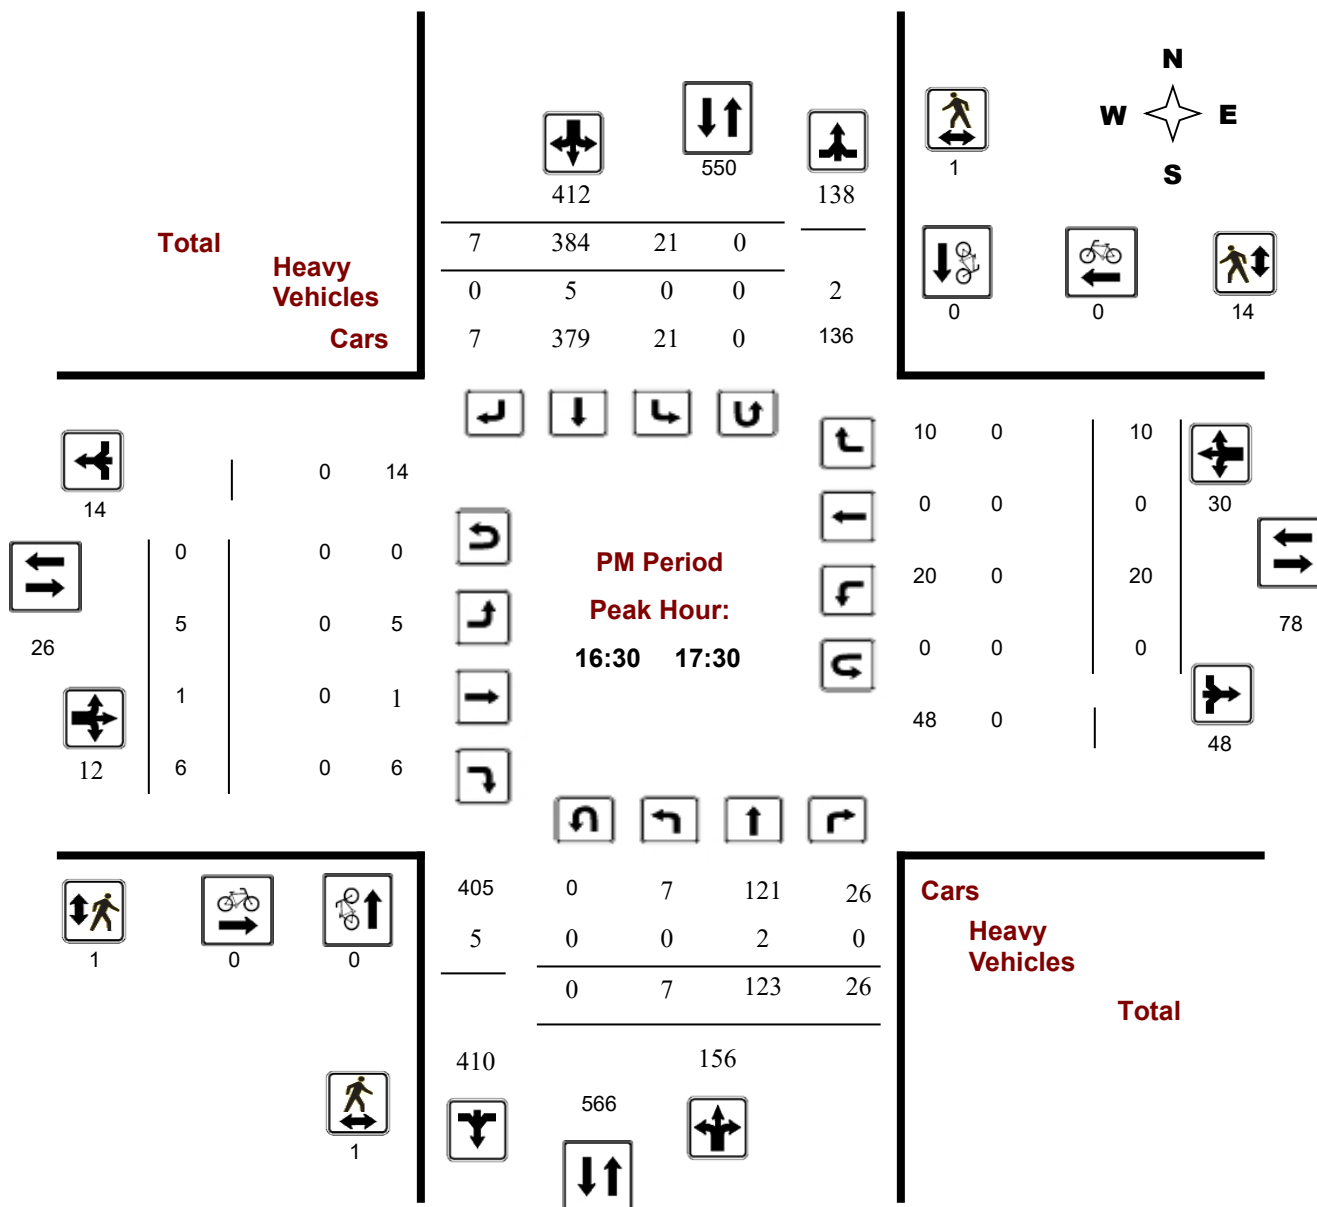 N
W E
S
550
1
412 138
Total 7 384 21 0
Heavy
Vehicles 0 5 0 0 2
0 0 14
Cars 7 379 21 0 136
10 0 10
0 14
14
0 0 0 30
0 0 0
PM Period
20 0 20
Peak Hour:
5 0 5
78
26
16:30 17:30
0 0 0
1 0 1
48 0
48
12 6 0 6
405 0 7 121 26 Cars
5 0 0 2 0 Heavy
Vehicles
1 0 0
0 7 123 26
Total
410 156
566
1